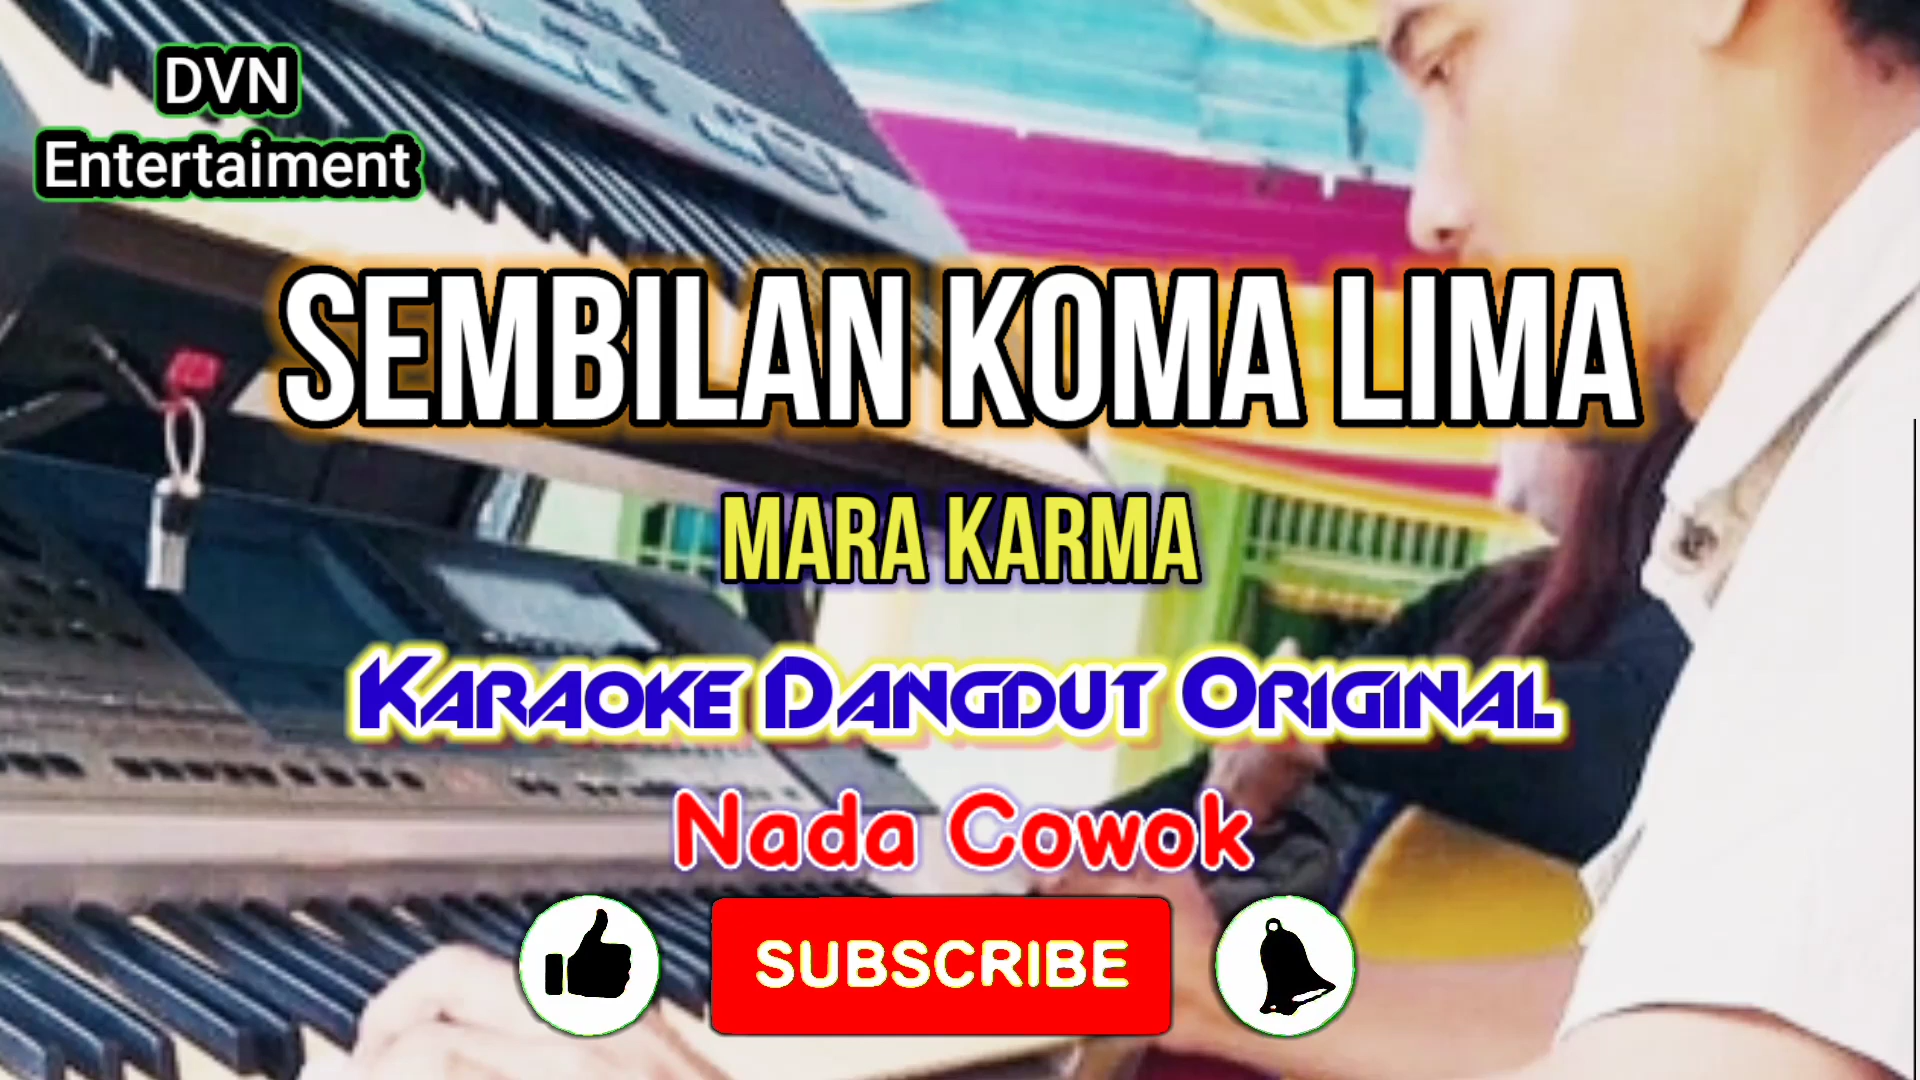 DVN
Entertaiment
SEMBILAN KOMA LIMA
MARA KARMA
KARAOKE DANGDUT ORIGINAL
Nada Cowok
SUBSCRIBE